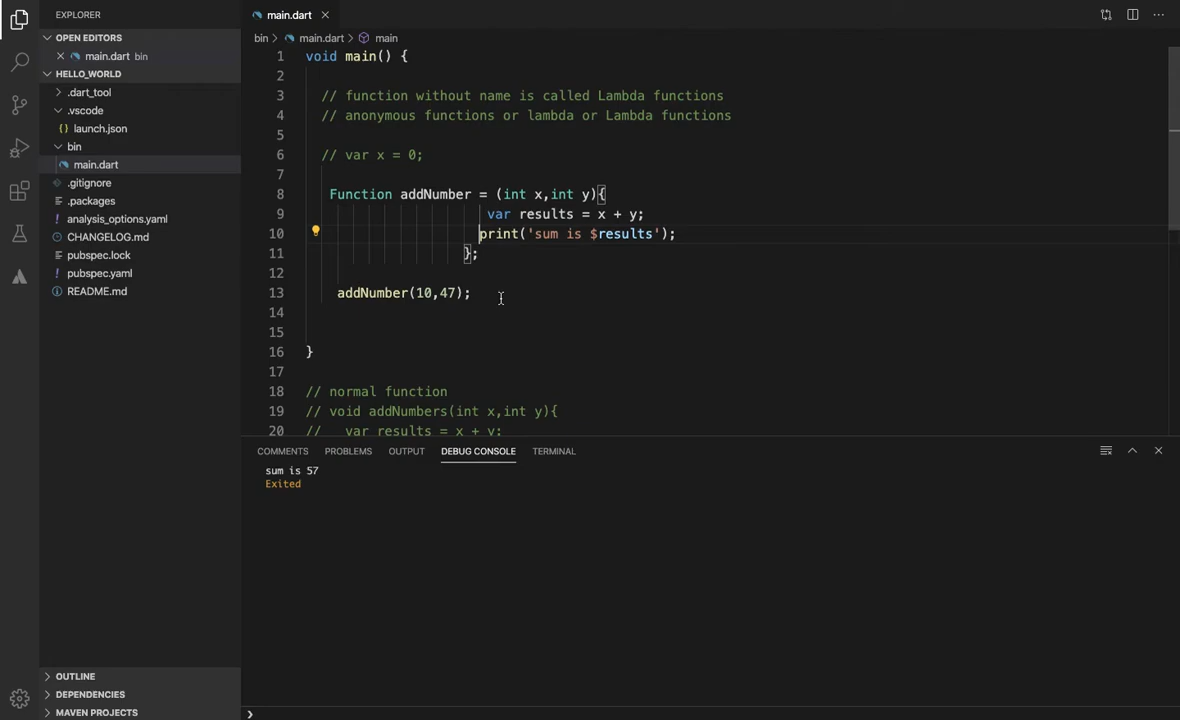 EXPLORER
OPEN EDITORS
main.dart bin
HELLO_WORLD
.dart_tool
.vscode
launch.json
bin
main.dart
.gitignore
.packages
! analysis_options.yaml
CHANGELOG.md
pubspec.lock
! pubspec.yaml
README.md
OUTLINE
DEPENDENCIES
MAVEN PROJECTS
main.dart
bin > main.dart > main
1 void main() {
2
3 // function without name is called Lambda functions
4 // anonymous functions or lambda or Lambda functions
5
6 // var x = 0;
7
8 Function addNumber = (int x,int y){
9 var results = x + y;
10 print('sum is $results');
11 };
12
13 addNumber(10,47);
14
15
16 }
17
18 // normal function
19 // void addNumbers(int x,int y){
20 // var results = x + y;
COMMENTS PROBLEMS OUTPUT DEBUG CONSOLE TERMINAL
sum is 57
Exited